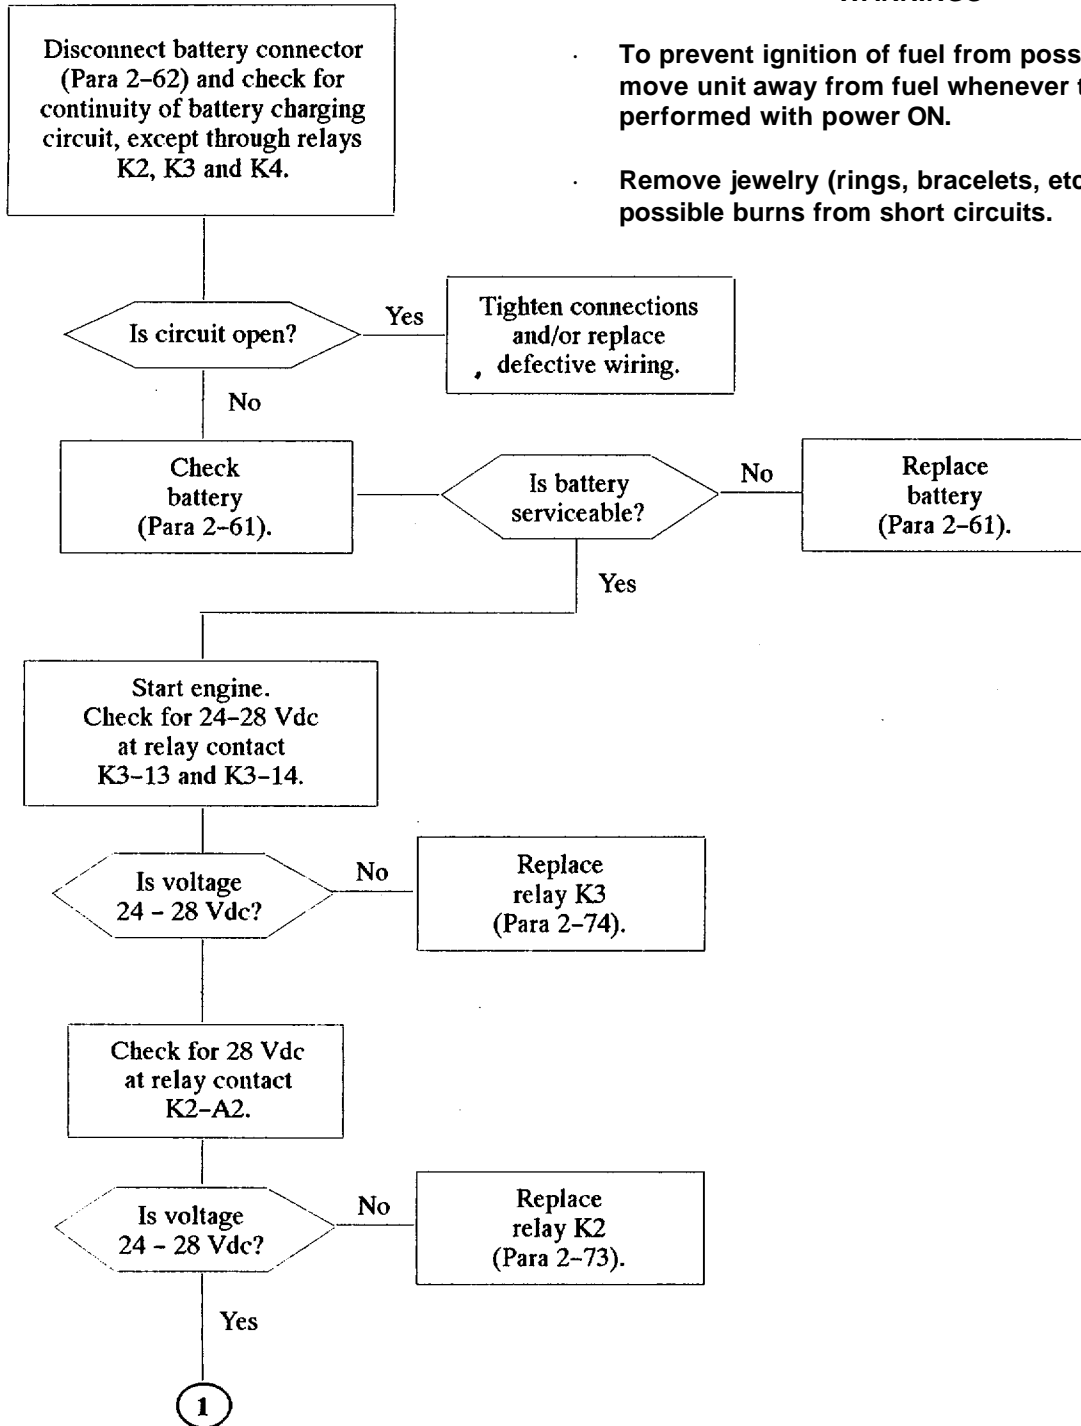 WARNINGS
· To prevent ignition of fuel from poss
move unit away from fuel whenever t
performed with power ON.
· Remove jewelry (rings, bracelets, etc
possible burns from short circuits.
Disconnect battery connector
(Para 2–62) and check for
continuity of battery charging
circuit, except through relays
K2, K3 and K4.
Is circuit open?
Yes
Tighten connections
and/or replace
defective wiring.
No
Check
battery
(Para 2–61).
Is battery
serviceable?
No
Replace
battery
(Para 2–61).
Yes
Start engine.
Check for 24–28 Vdc
at relay contact
K3–13 and K3–14.
Is voltage
24 – 28 Vdc?
No
Replace
relay K3
(Para 2–74).
Check for 28 Vdc
at relay contact
K2–A2.
Is voltage
24 – 28 Vdc?
No
Replace
relay K2
(Para 2–73).
Yes
1